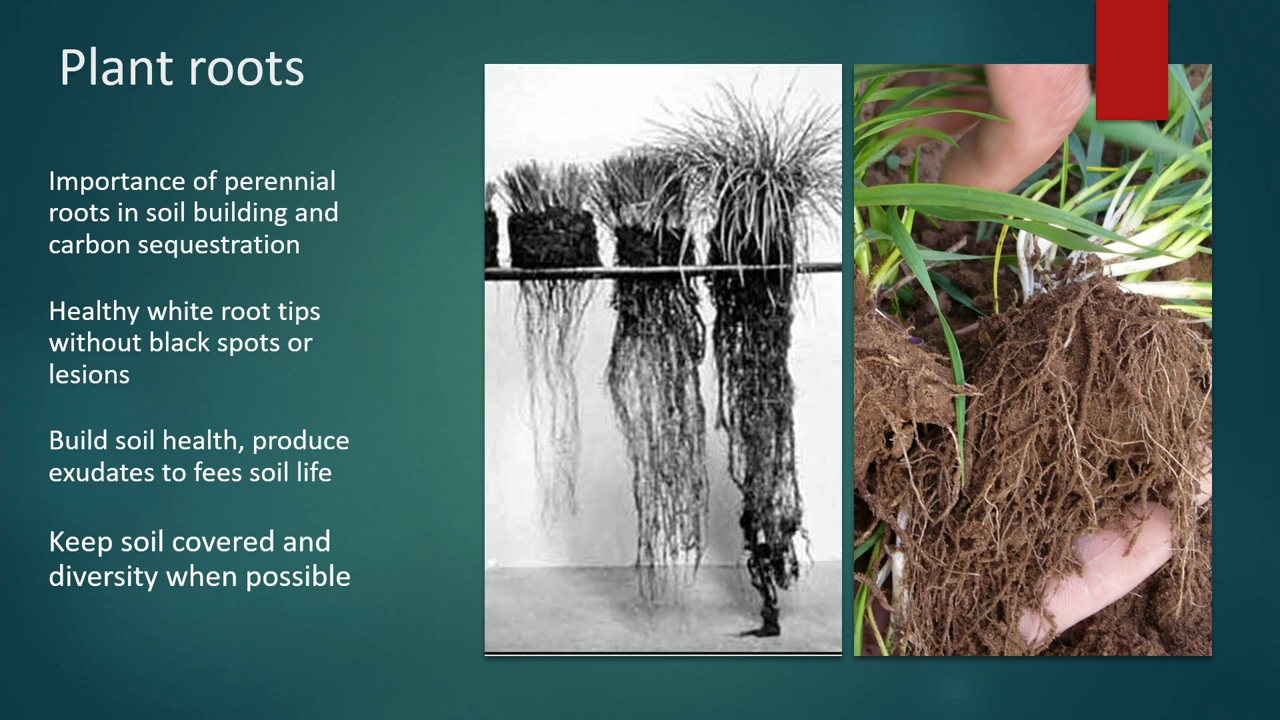 Plant roots
Importance of perennial
roots in soil building and
carbon sequestration
Healthy white root tips
without black spots or
lesions
Build soil health, produce
exudates to fees soil life
Keep soil covered and
diversity when possible